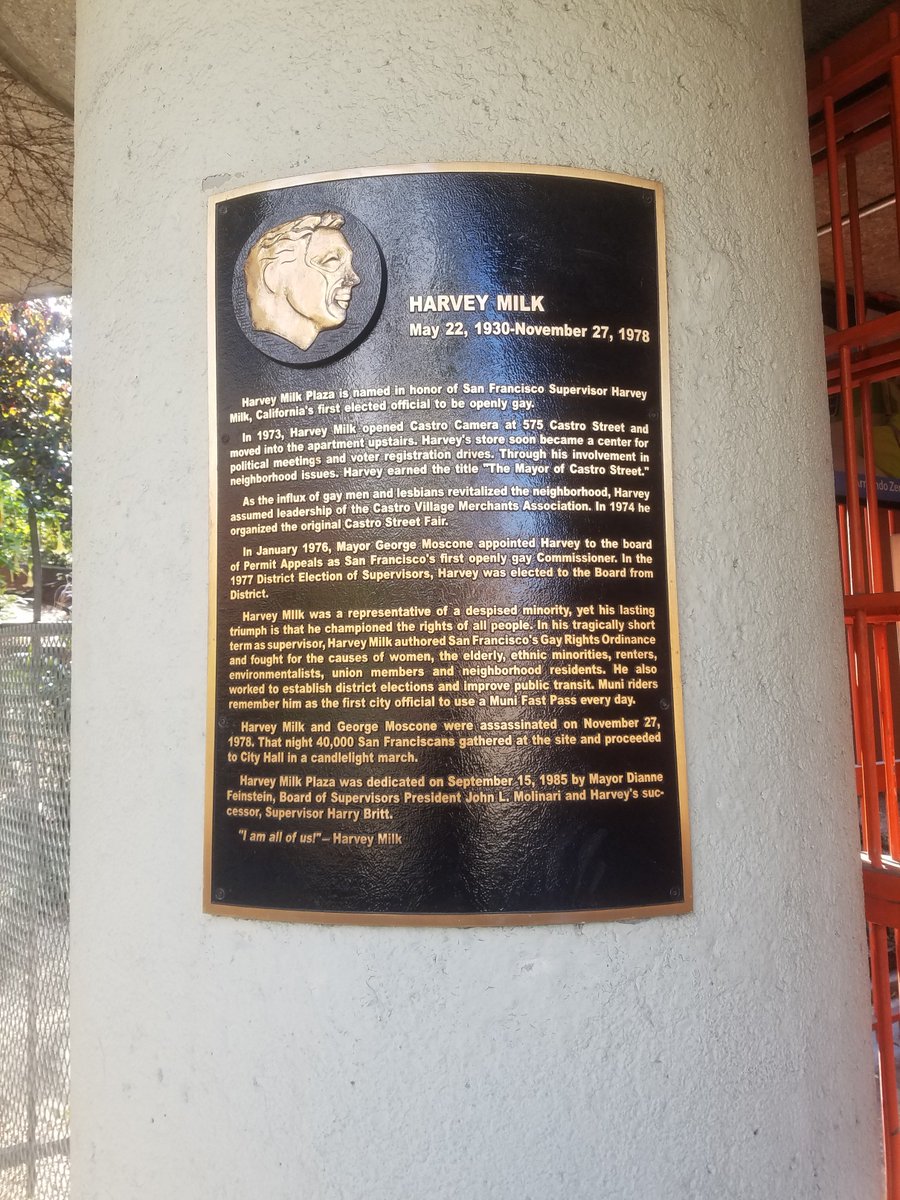 HARVEY MILK
May 22, 1930-November 27, 1978
Harvey Milk Plaza is named in honor of San Francisco Supervisor Harvey
Milk, California's first elected official to be openly gay.
In 1973, Harvey Milk opened Castro Camera at 575 Castro Street and
moved into the apartment upstairs. Harvey's store soon became a center for
political meetings and voter registration drives. Through his involvement in
neighborhood issues. Harvey earned the title "The Mayor of Castro Street."
As the influx of gay men and lesbians revitalized the neighborhood, Harvey
assumed leadership of the Castro Village Merchants Association. In 1974 he
organized the original Castro Street Fair.
In January 1976, Mayor George Moscone appointed Harvey to the board
of Permit Appeals as San Francisco's first openly gay Commissioner. In the
1977 District Election of Supervisors, Harvey was elected to the Board from
District.
Harvey Milk was a representative of a despised minority, yet his lasting
triumph is that he championed the rights of all people. In his tragically short
term as supervisor, Harvey Milk authored San Francisco's Gay Rights Ordinance
and fought for the causes of women, the elderly, ethnic minorities, renters,
environmentalists, union members and neighborhood residents. He also
worked to establish district elections and improve public transit. Muni riders
remember him as the first city official to use a Muni Fast Pass every day.
Harvey Milk and George Moscone were assassinated on November 27,
1978. That night 40,000 San Franciscans gathered at the site and proceeded
to City Hall in a candlelight march.
Harvey Milk Plaza was dedicated on September 15, 1985 by Mayor Dianne
Feinstein, Board of Supervisors President John L. Molinari and Harvey's suc-
cessor, Supervisor Harry Britt.
"I am all of us!"– Harvey Milk